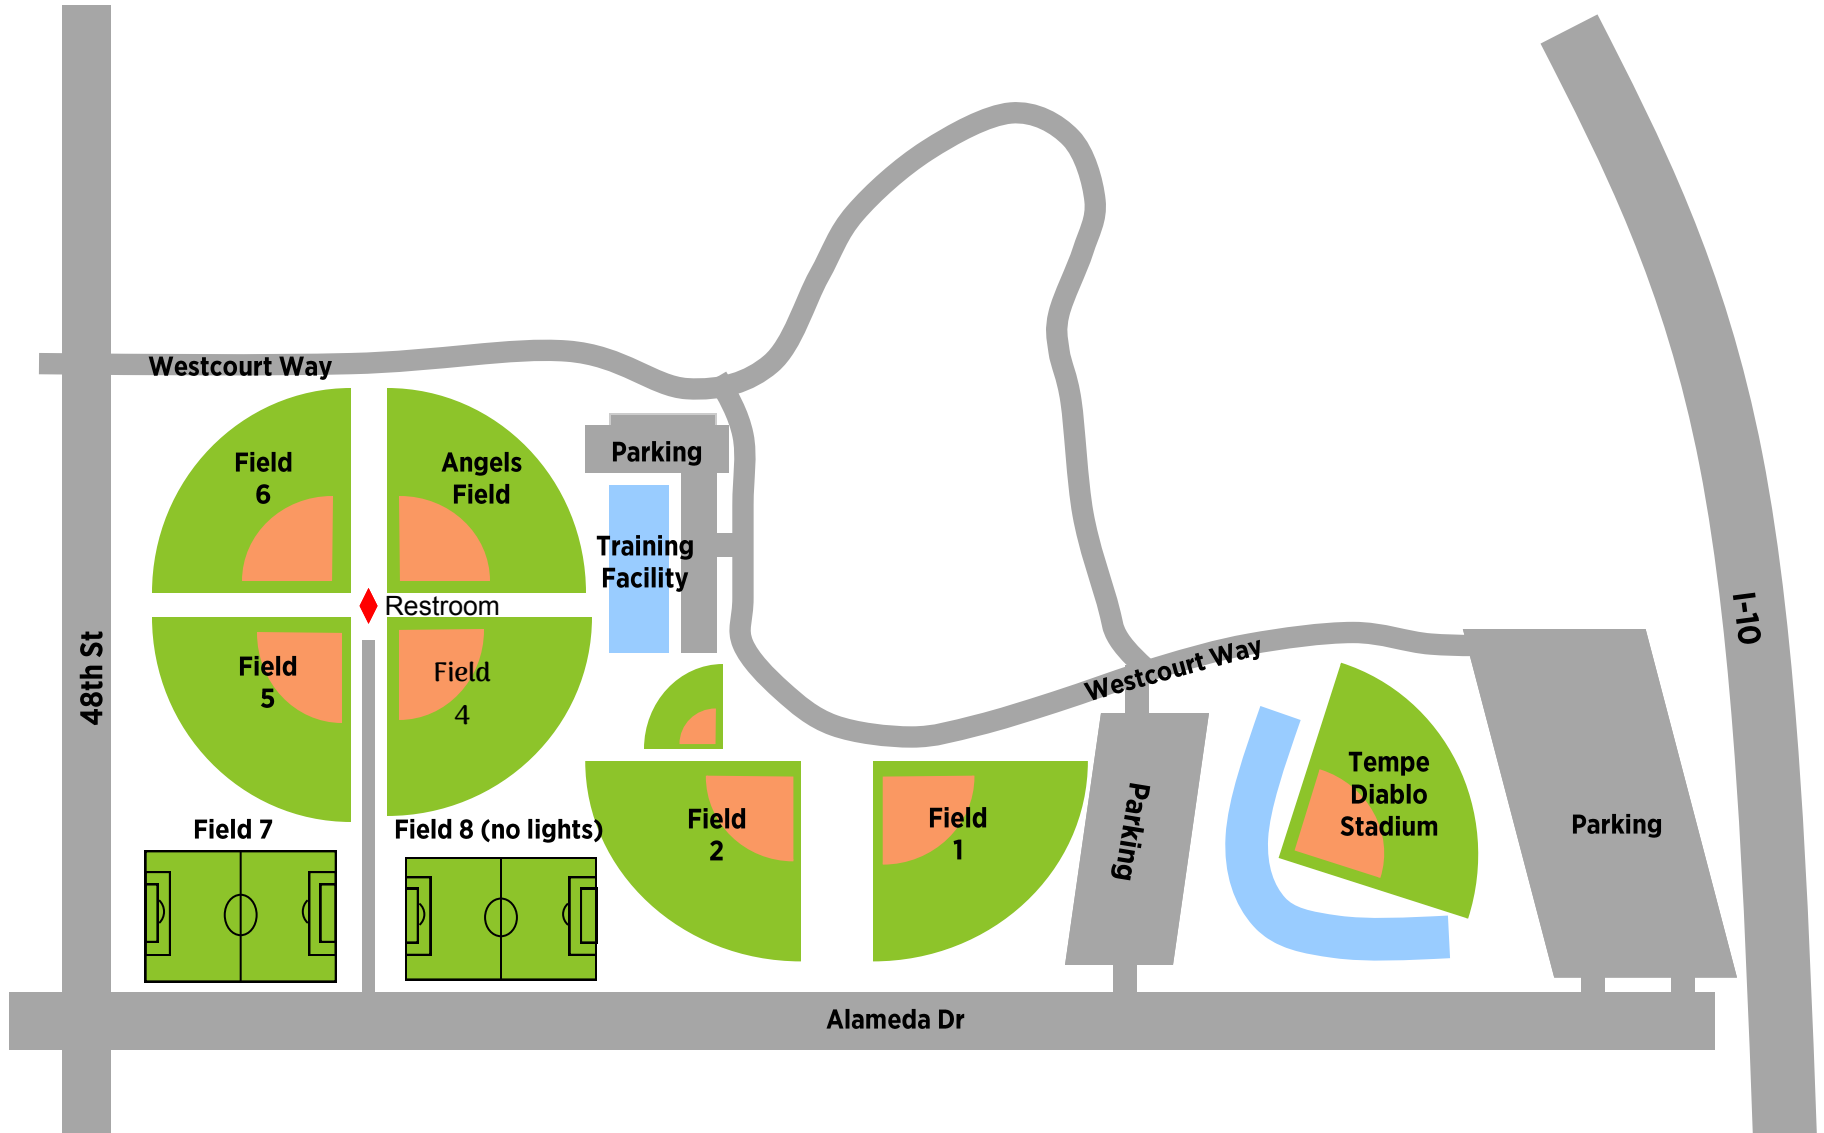 Westcourt Way
Field
6
Angels
Field
Parking
Training
Facility
Restroom
48th St
Field
5
Field
4
I-10
Westcourt Way
Field 7
Field 8 (no lights)
Field
2
Field
1
Parking
Tempe
Diablo
Stadium
Parking
Alameda Dr